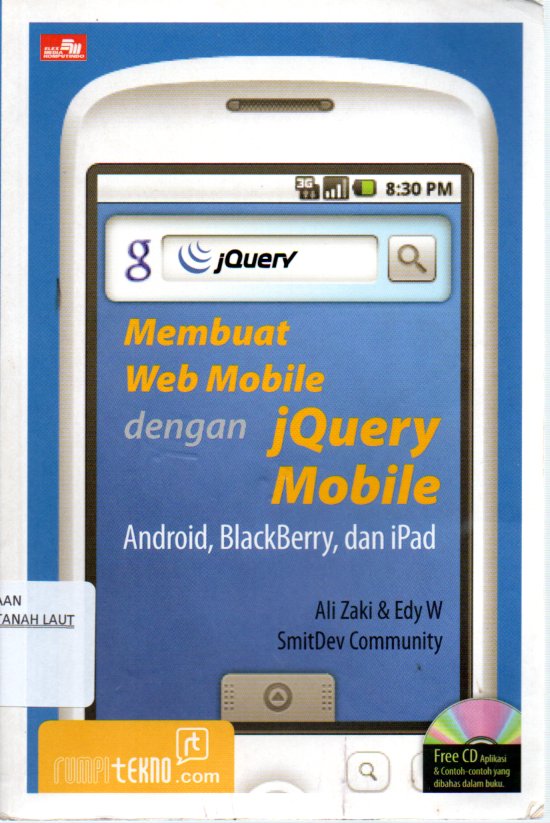 ELEX
MEDIA
KOMPUTINDO
3G
8:30 PM
g
jQuery
Membuat
Web Mobile
dengan jQuery
Mobile
Android, BlackBerry, dan iPad
AAN
TANAH LAUT
Ali Zaki & Edy W
SmitDev Community
rt
rumpitekno.com
Free CD Aplikasi
& Contoh-contoh yang
dibahas dalam buku.